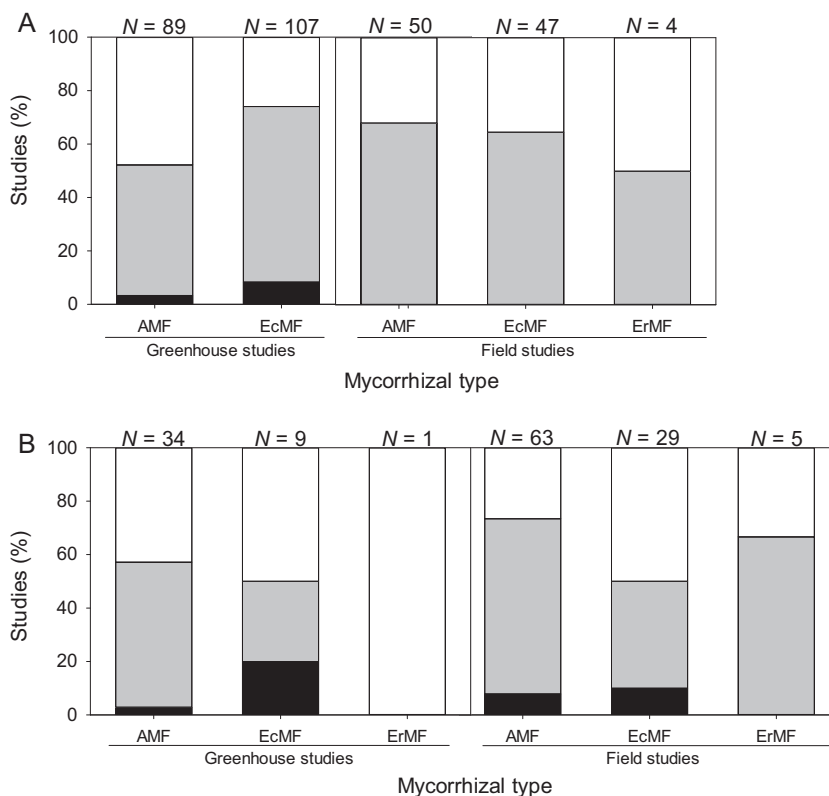 A
N = 89 N = 107 N = 50 N = 47 N = 4
100
80
60
40
20
0
Studies (%)
AMF EcMF AMF EcMF ErMF
Greenhouse studies Field studies
Mycorrhizal type
B
N = 34 N = 9 N = 1 N = 63 N = 29 N = 5
100
80
60
40
20
0
Studies (%)
AMF EcMF ErMF AMF EcMF ErMF
Greenhouse studies Field studies
Mycorrhizal type